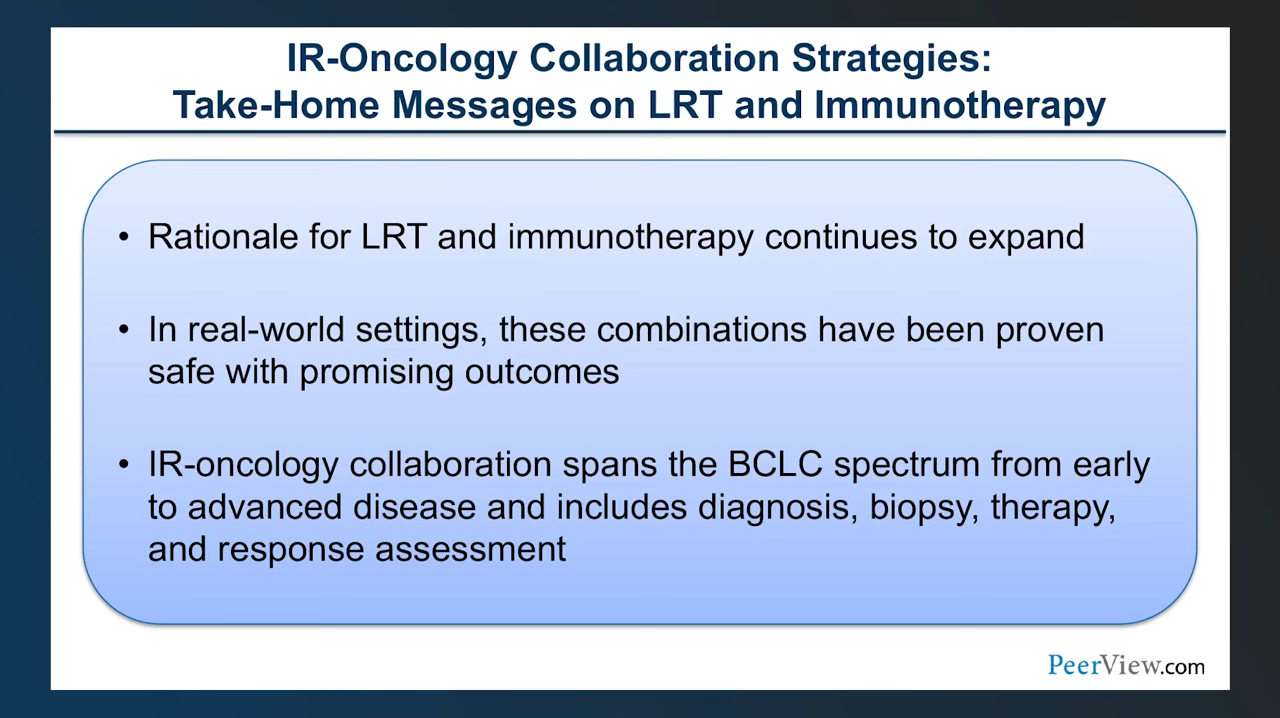 IR-Oncology Collaboration Strategies:
Take-Home Messages on LRT and Immunotherapy
• Rationale for LRT and immunotherapy continues to expand
• In real-world settings, these combinations have been proven
safe with promising outcomes
• IR-oncology collaboration spans the BCLC spectrum from early
to advanced disease and includes diagnosis, biopsy, therapy,
and response assessment
PeerView.com